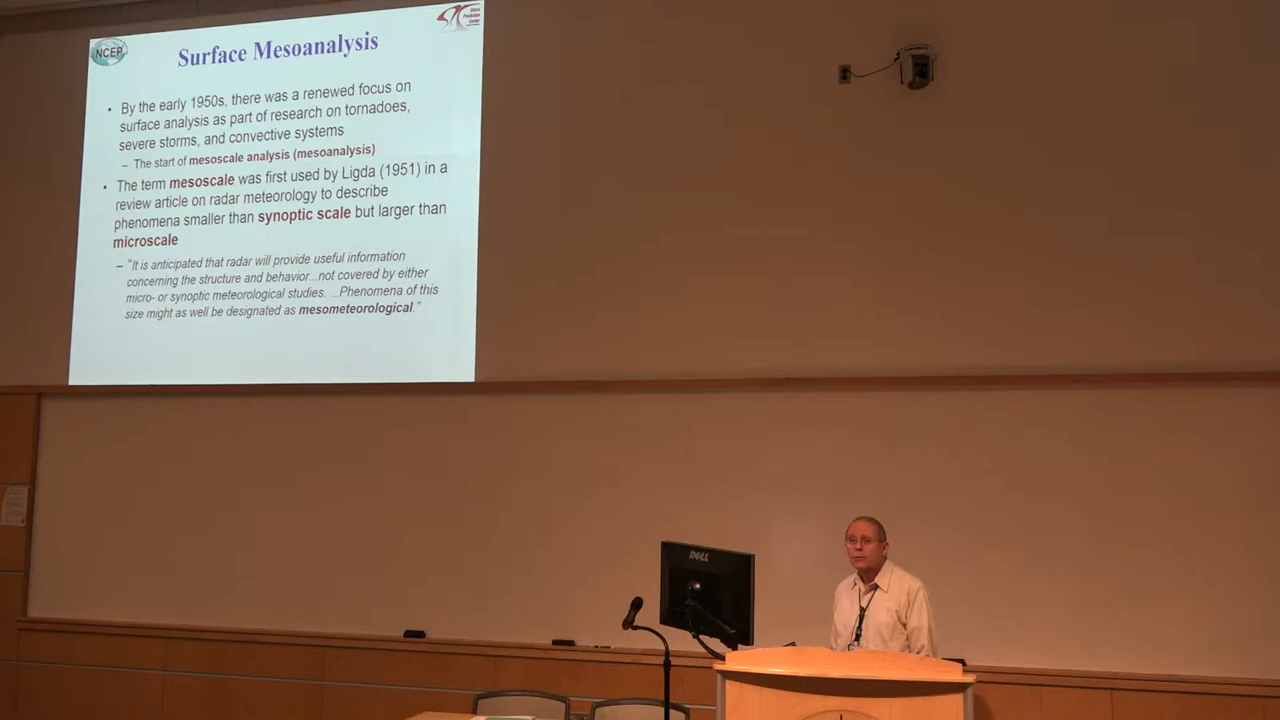 NCEP
Surface Mesoanalysis
Storm
Prediction
Center
• By the early 1950s, there was a renewed focus on
surface analysis as part of research on tornadoes,
severe storms, and convective systems
– The start of mesoscale analysis (mesoanalysis)
• The term mesoscale was first used by Ligda (1951) in a
review article on radar meteorology to describe
phenomena smaller than synoptic scale but larger than
microscale
– "It is anticipated that radar will provide useful information
concerning the structure and behavior...not covered by either
micro- or synoptic meteorological studies. ...Phenomena of this
size might as well be designated as mesometeorological."
DELL